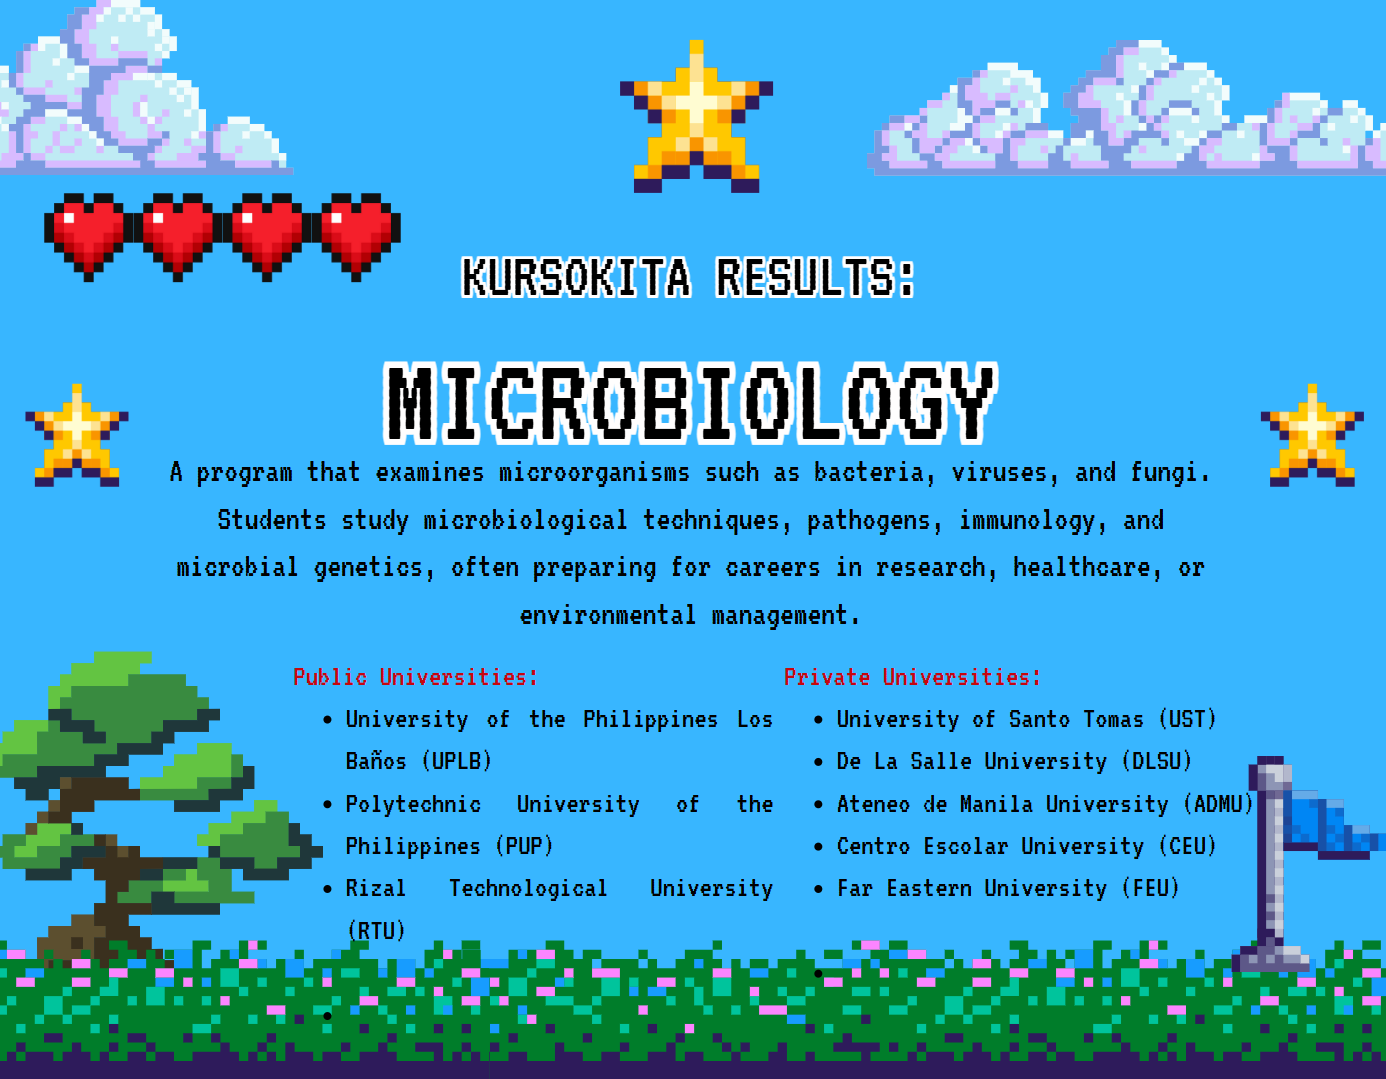 KURSOKITA RESULTS:
MICROBIOLOGY
A program that examines microorganisms such as bacteria, viruses, and fungi.
Students study microbiological techniques, pathogens, immunology, and
microbial genetics, often preparing for careers in research, healthcare, or
environmental management.
Public Universities:
• University of the Philippines Los
Baños (UPLB)
• Polytechnic University of the
Philippines (PUP)
• Rizal Technological University
(RTU)
Private Universities:
• University of Santo Tomas (UST)
• De La Salle University (DLSU)
• Ateneo de Manila University (ADMU)
• Centro Escolar University (CEU)
• Far Eastern University (FEU)